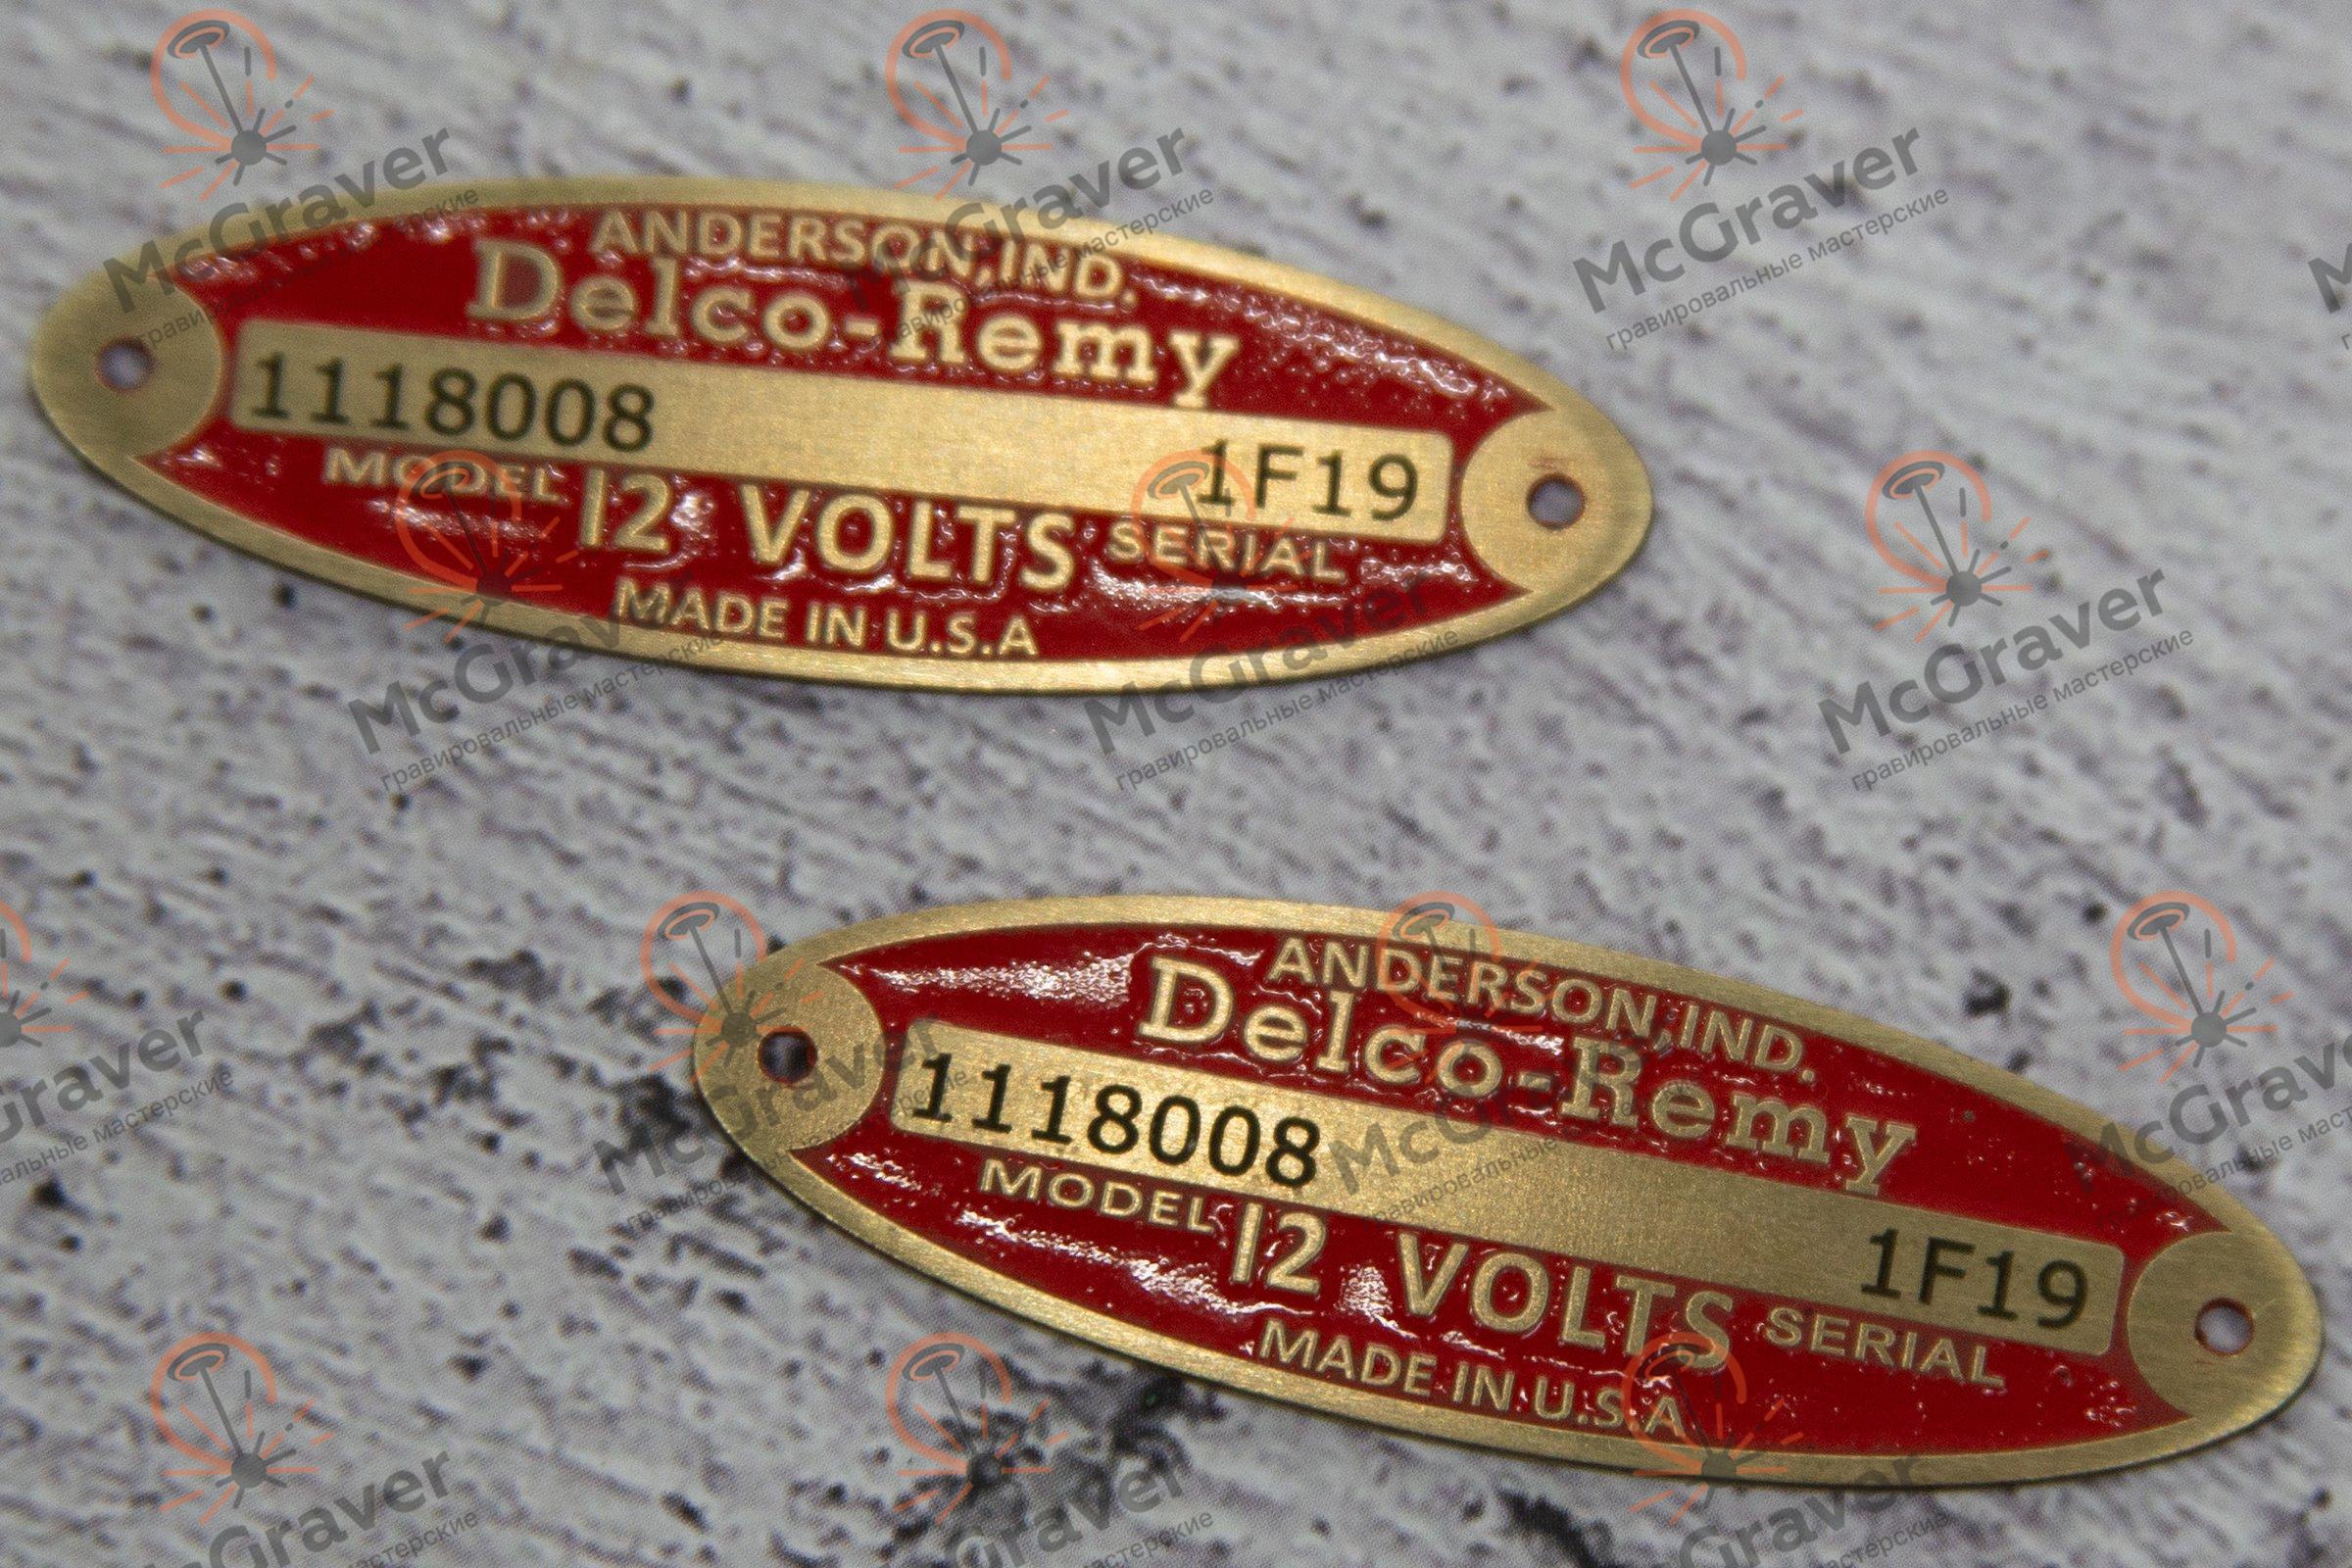 ANDERSON,IND.
Delco-Remy
1118008 1F19
MODEL 12 VOLTS SERIAL
MADE IN U.S.A
ANDERSON,IND.
Delco-Remy
1118008 1F19
MODEL 12 VOLTS SERIAL
MADE IN U.S.A
McGraver
гравировальные мастерские